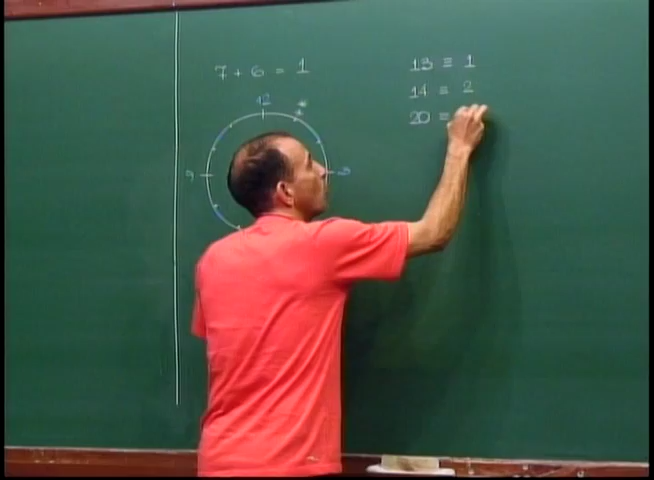 7 + 6 = 1
12
9
3
13 ≡ 1
14 ≡ 2
20 ≡